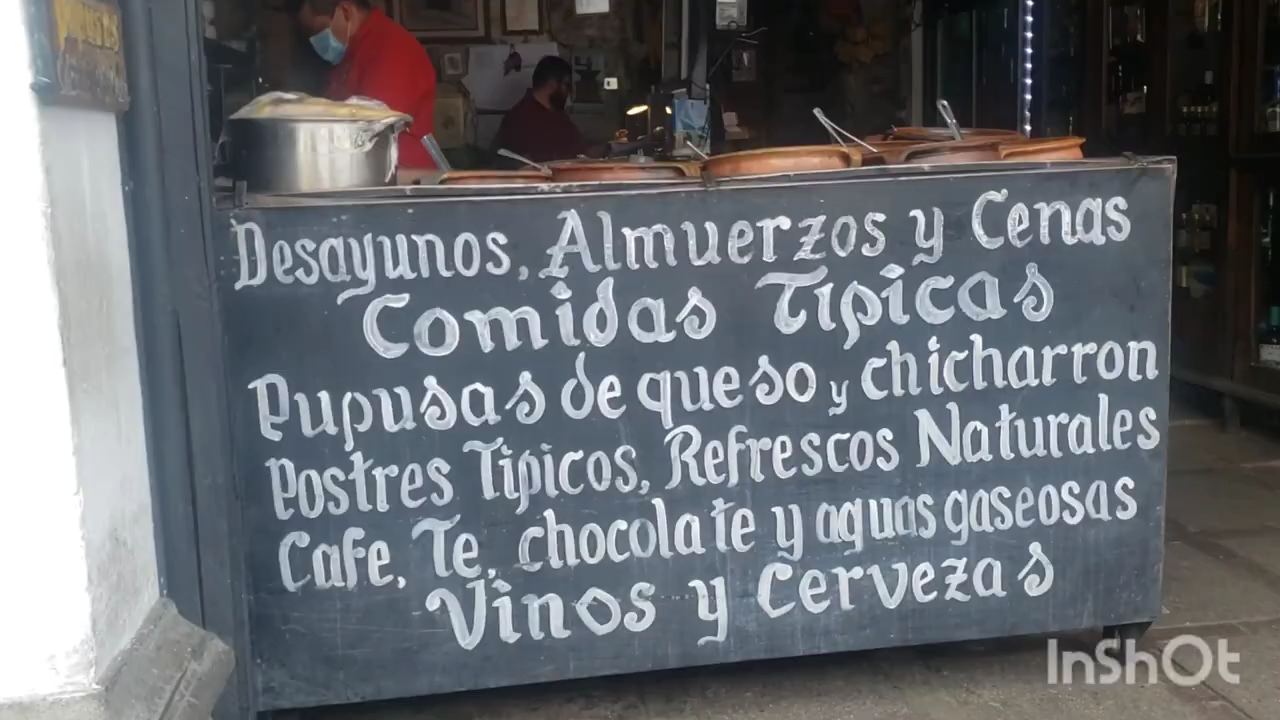 Desayunos, Almuerzos y Cenas
Comidas Tipicas
Pupusas de queso y chicharron
Postres Tipicos, Refrescos Naturales
Cafe, Te, chocolate y aguas gaseosas
Vinos y Cervezas
InShOt